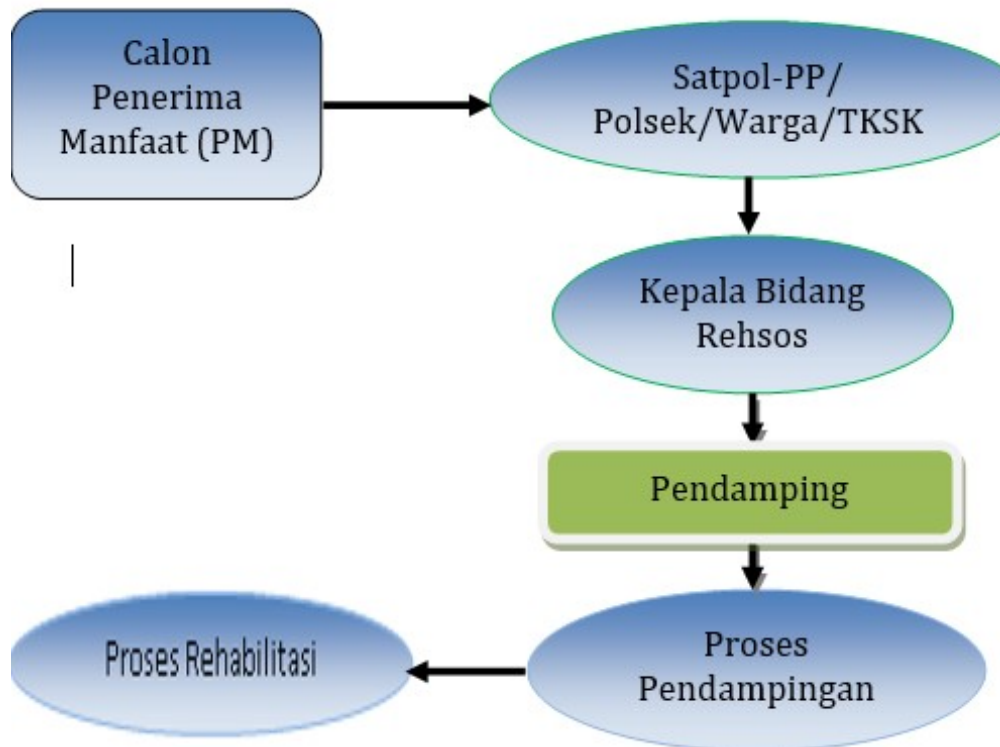 Calon
Penerima
Manfaat (PM)
Satpol-PP/
Polsek/Warga/TKSK
Kepala Bidang
Rehsos
Pendamping
Proses
Pendampingan
Proses Rehabilitasi